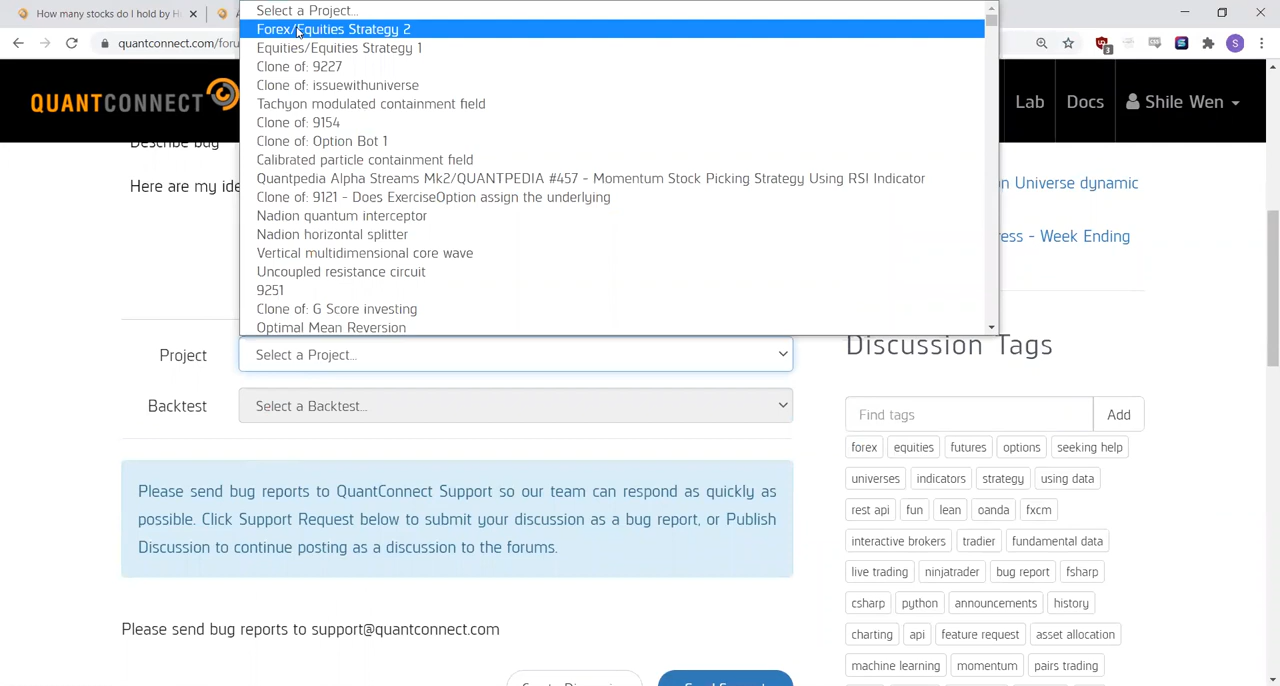 How many stocks do I hold by H
quantconnect.com/foru
3
S
QUANTCONNECT
Lab
Docs
Shile Wen
Select a Project...
Forex/Equities Strategy 2
Equities/Equities Strategy 1
Clone of: 9227
Clone of: issuewithuniverse
Tachyon modulated containment field
Clone of: 9154
Clone of: Option Bot 1
Calibrated particle containment field
Quantpedia Alpha Streams Mk2/QUANTPEDIA #457 - Momentum Stock Picking Strategy Using RSI Indicator
Clone of: 9121 - Does ExerciseOption assign the underlying
Nadion quantum interceptor
Nadion horizontal splitter
Vertical multidimensional core wave
Uncoupled resistance circuit
9251
Clone of: G Score investing
Optimal Mean Reversion
Describe bug
Here are my ide
n Universe dynamic
ress - Week Ending
Project
Select a Project...
Backtest
Select a Backtest...
Please send bug reports to QuantConnect Support so our team can respond as quickly as
possible. Click Support Request below to submit your discussion as a bug report, or Publish
Discussion to continue posting as a discussion to the forums.
Please send bug reports to support@quantconnect.com
Discussion Tags
Find tags
Add
forex equities futures options seeking help
universes indicators strategy using data
rest api fun lean oanda fxcm
interactive brokers tradier fundamental data
live trading ninjatrader bug report fsharp
csharp python announcements history
charting api feature request asset allocation
machine learning momentum pairs trading